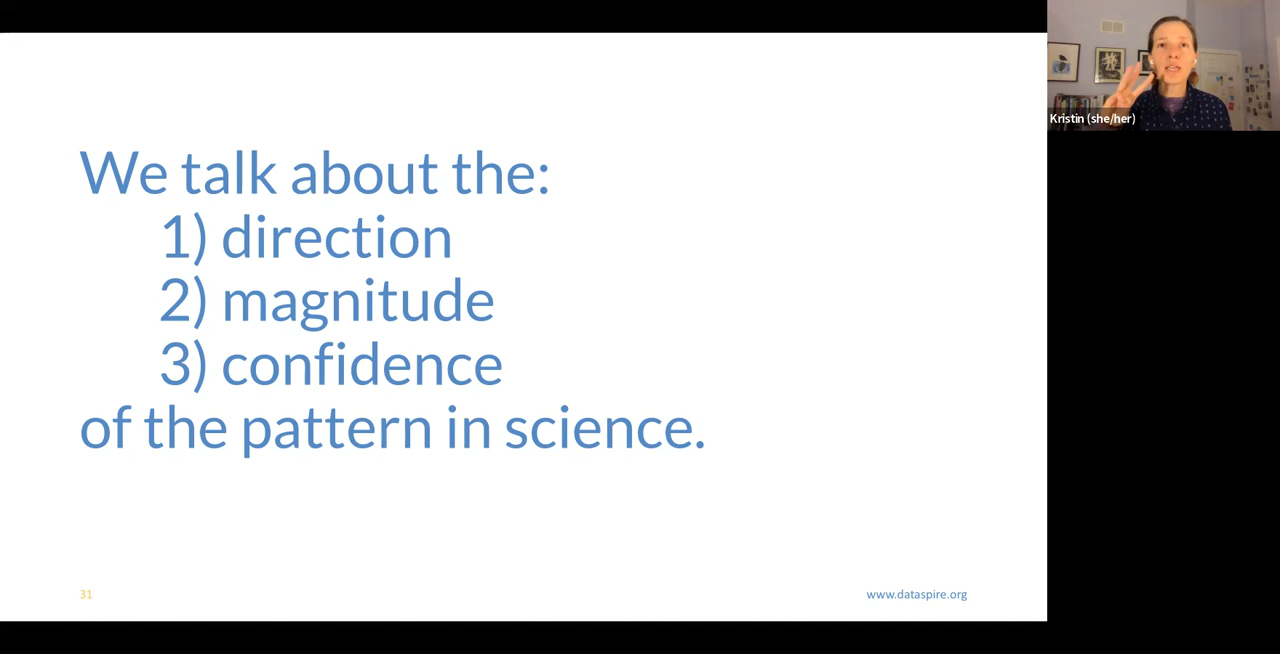 We talk about the:
1) direction
2) magnitude
3) confidence
of the pattern in science.
31
www.dataspire.org
Kristin (she/her)